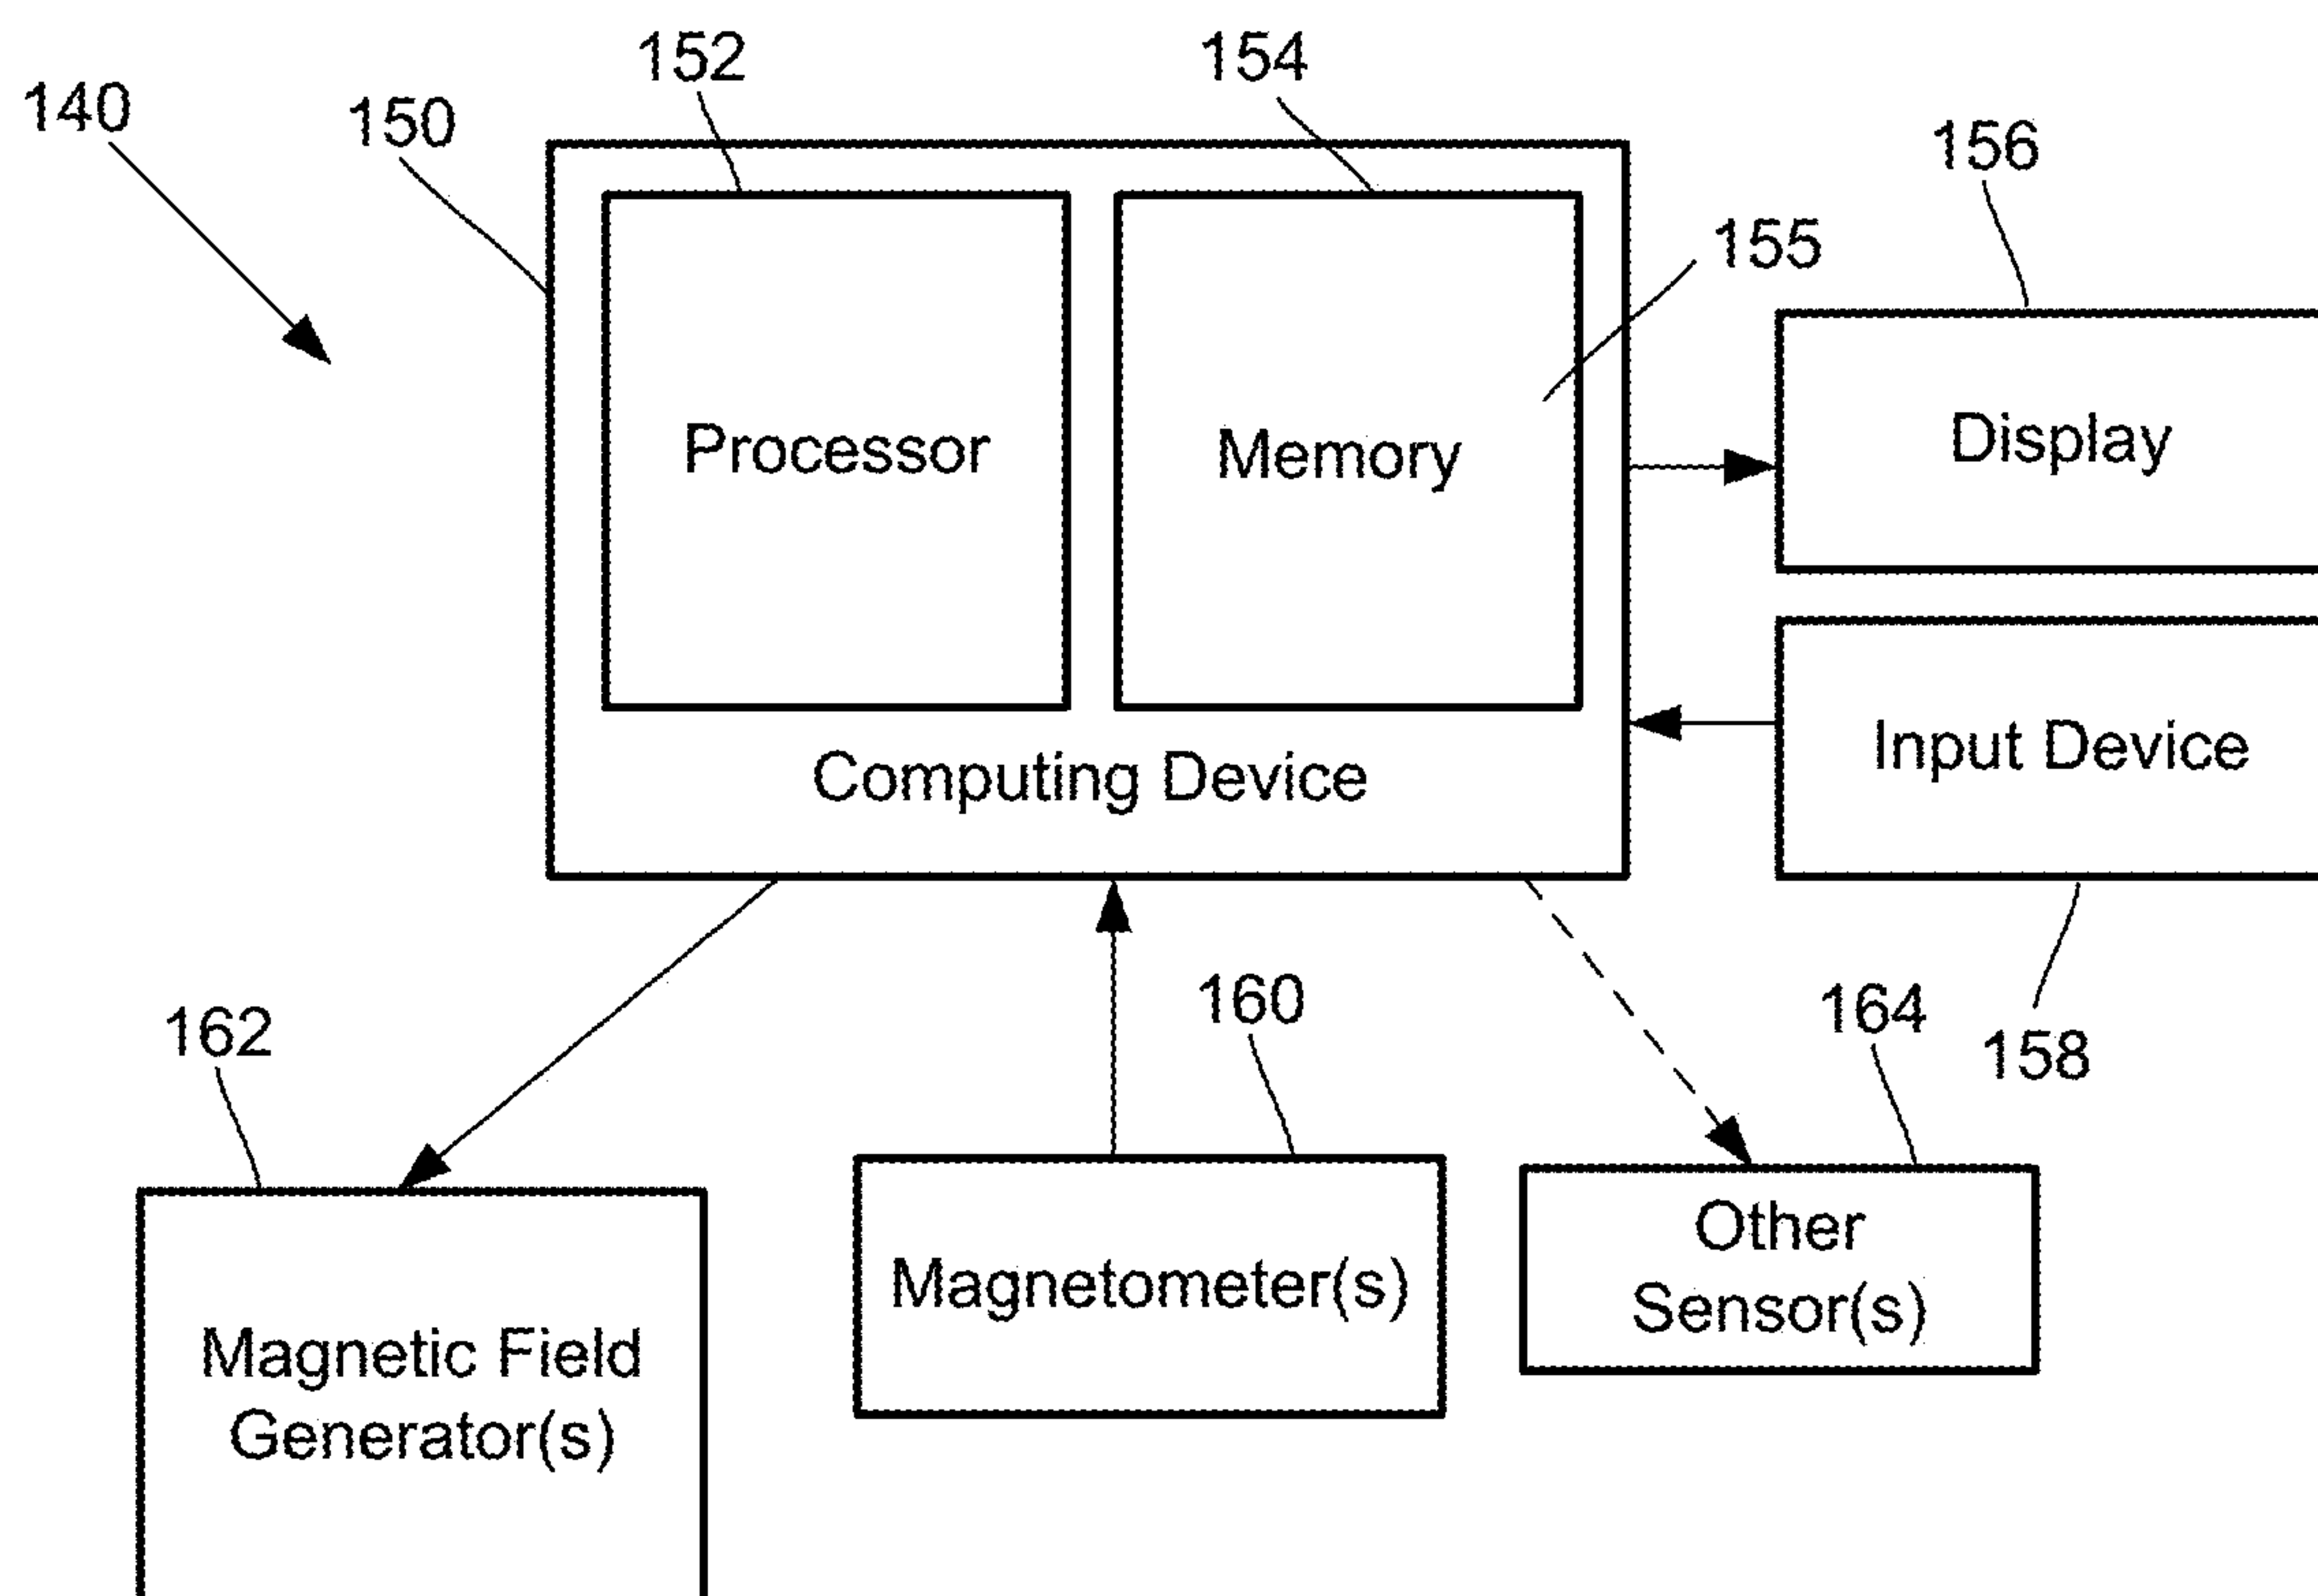 152
154
140
150
156
155
Processor
Memory
Display
Input Device
Computing Device
160
164
162
158
Other
Sensor(s)
Magnetometer(s)
Magnetic Field
Generator(s)